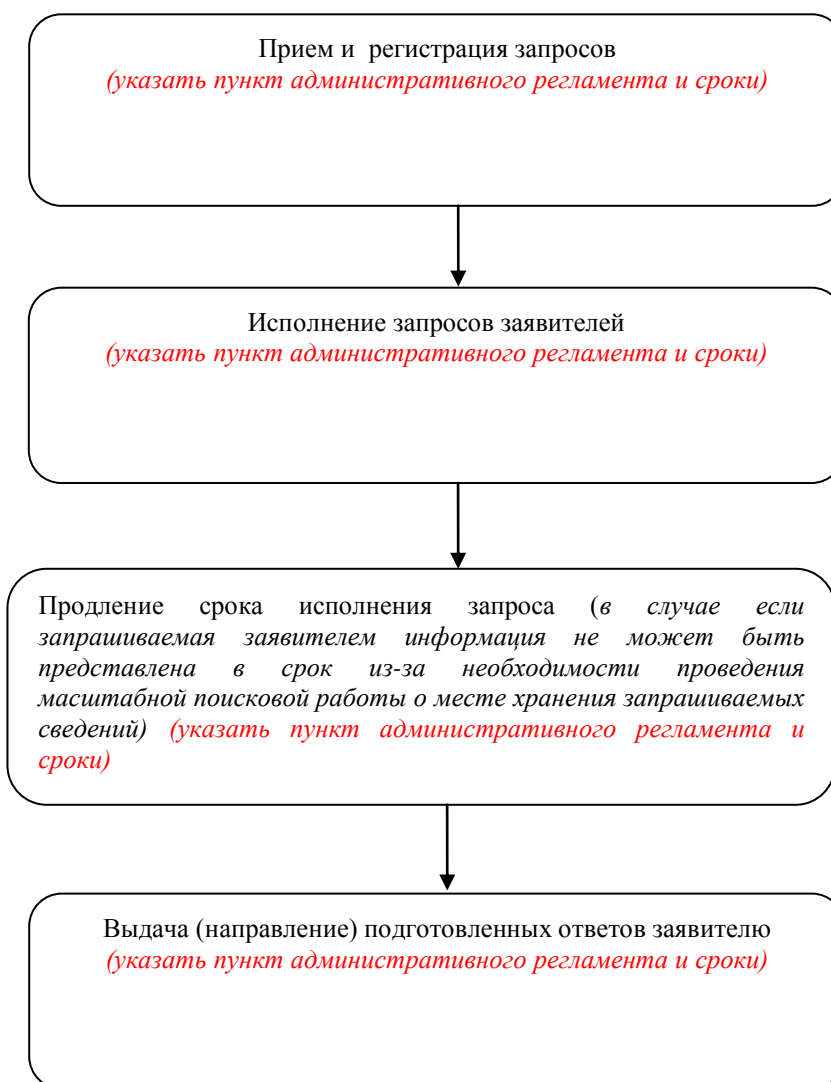 Прием и регистрация запросов
(указать пункт административного регламента и сроки)
Исполнение запросов заявителей
(указать пункт административного регламента и сроки)
Продление срока исполнения запроса (в случае если
запрашиваемая заявителем информация не может быть
представлена в срок из-за необходимости проведения
масштабной поисковой работы о месте хранения запрашиваемых
сведений) (указать пункт административного регламента и
сроки)
Выдача (направление) подготовленных ответов заявителю
(указать пункт административного регламента и сроки)